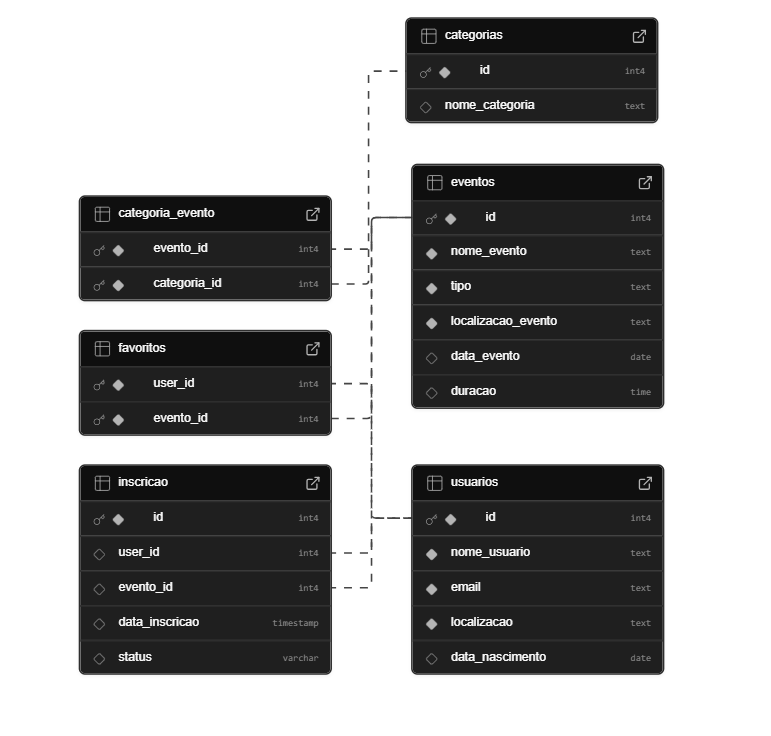 categorias
id int4
nome_categoria text
categoria_evento
evento_id int4
categoria_id int4
eventos
id int4
nome_evento text
tipo text
localizacao_evento text
data_evento date
duracao time
favoritos
user_id int4
evento_id int4
inscricao
id int4
user_id int4
evento_id int4
data_inscricao timestamp
status varchar
usuarios
id int4
nome_usuario text
email text
localizacao text
data_nascimento date